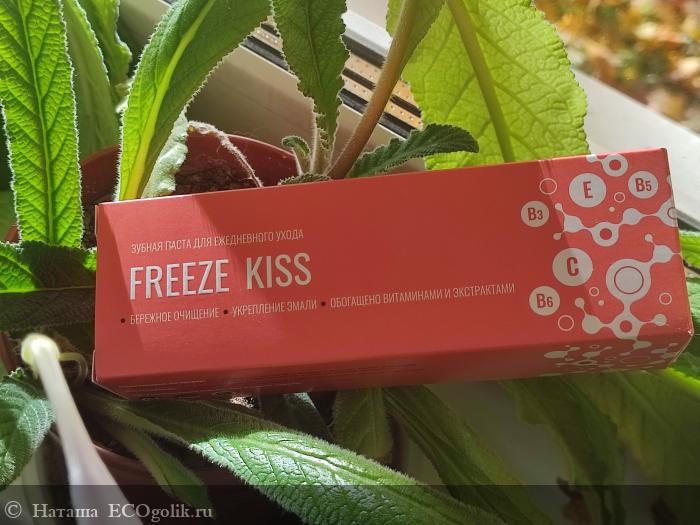 ЗУБНАЯ ПАСТА ДЛЯ ЕЖЕДНЕВНОГО УХОДА
FREEZE KISS
• БЕРЕЖНОЕ ОЧИЩЕНИЕ • УКРЕПЛЕНИЕ ЭМАЛИ • ОБОГАЩЕНО ВИТАМИНАМИ И ЭКСТРАКТАМИ
E
B5
B3
C
B6
© Наташа ECOgolik.ru